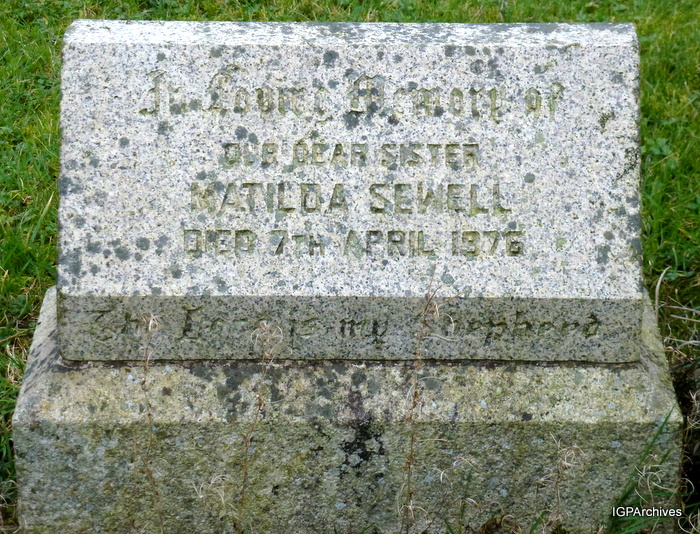 In Loving Memory of
OUR DEAR SISTER
MATILDA SEWELL
DIED 7TH APRIL 1976
The Lord is my Shepherd
IGPArchives